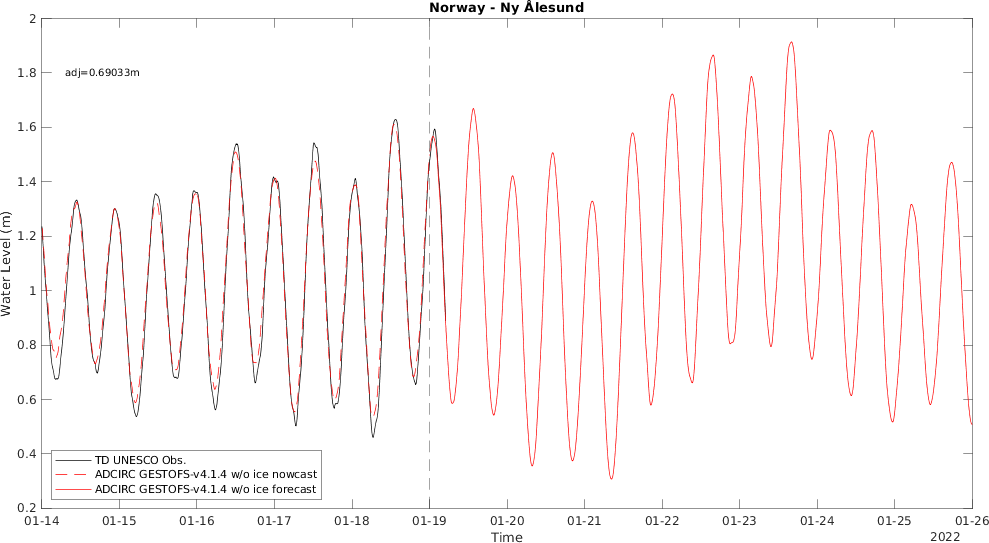 Norway - Ny Ålesund
2
1.8
1.6
1.4
1.2
1
0.8
0.6
0.4
0.2
Water Level (m)
adj=0.69033m
TD UNESCO Obs.
ADCIRC GESTOFS-v4.1.4 w/o ice nowcast
ADCIRC GESTOFS-v4.1.4 w/o ice forecast
01-14 01-15 01-16 01-17 01-18 01-19 01-20 01-21 01-22 01-23 01-24 01-25 01-26
Time
2022